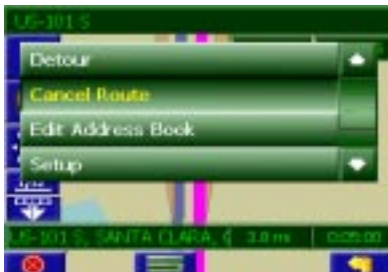 US-101 S
Detour
Cancel Route
Edit Address Book
Setup
US-101 S, SANTA CLARA, 3.8 mi 0:05:00